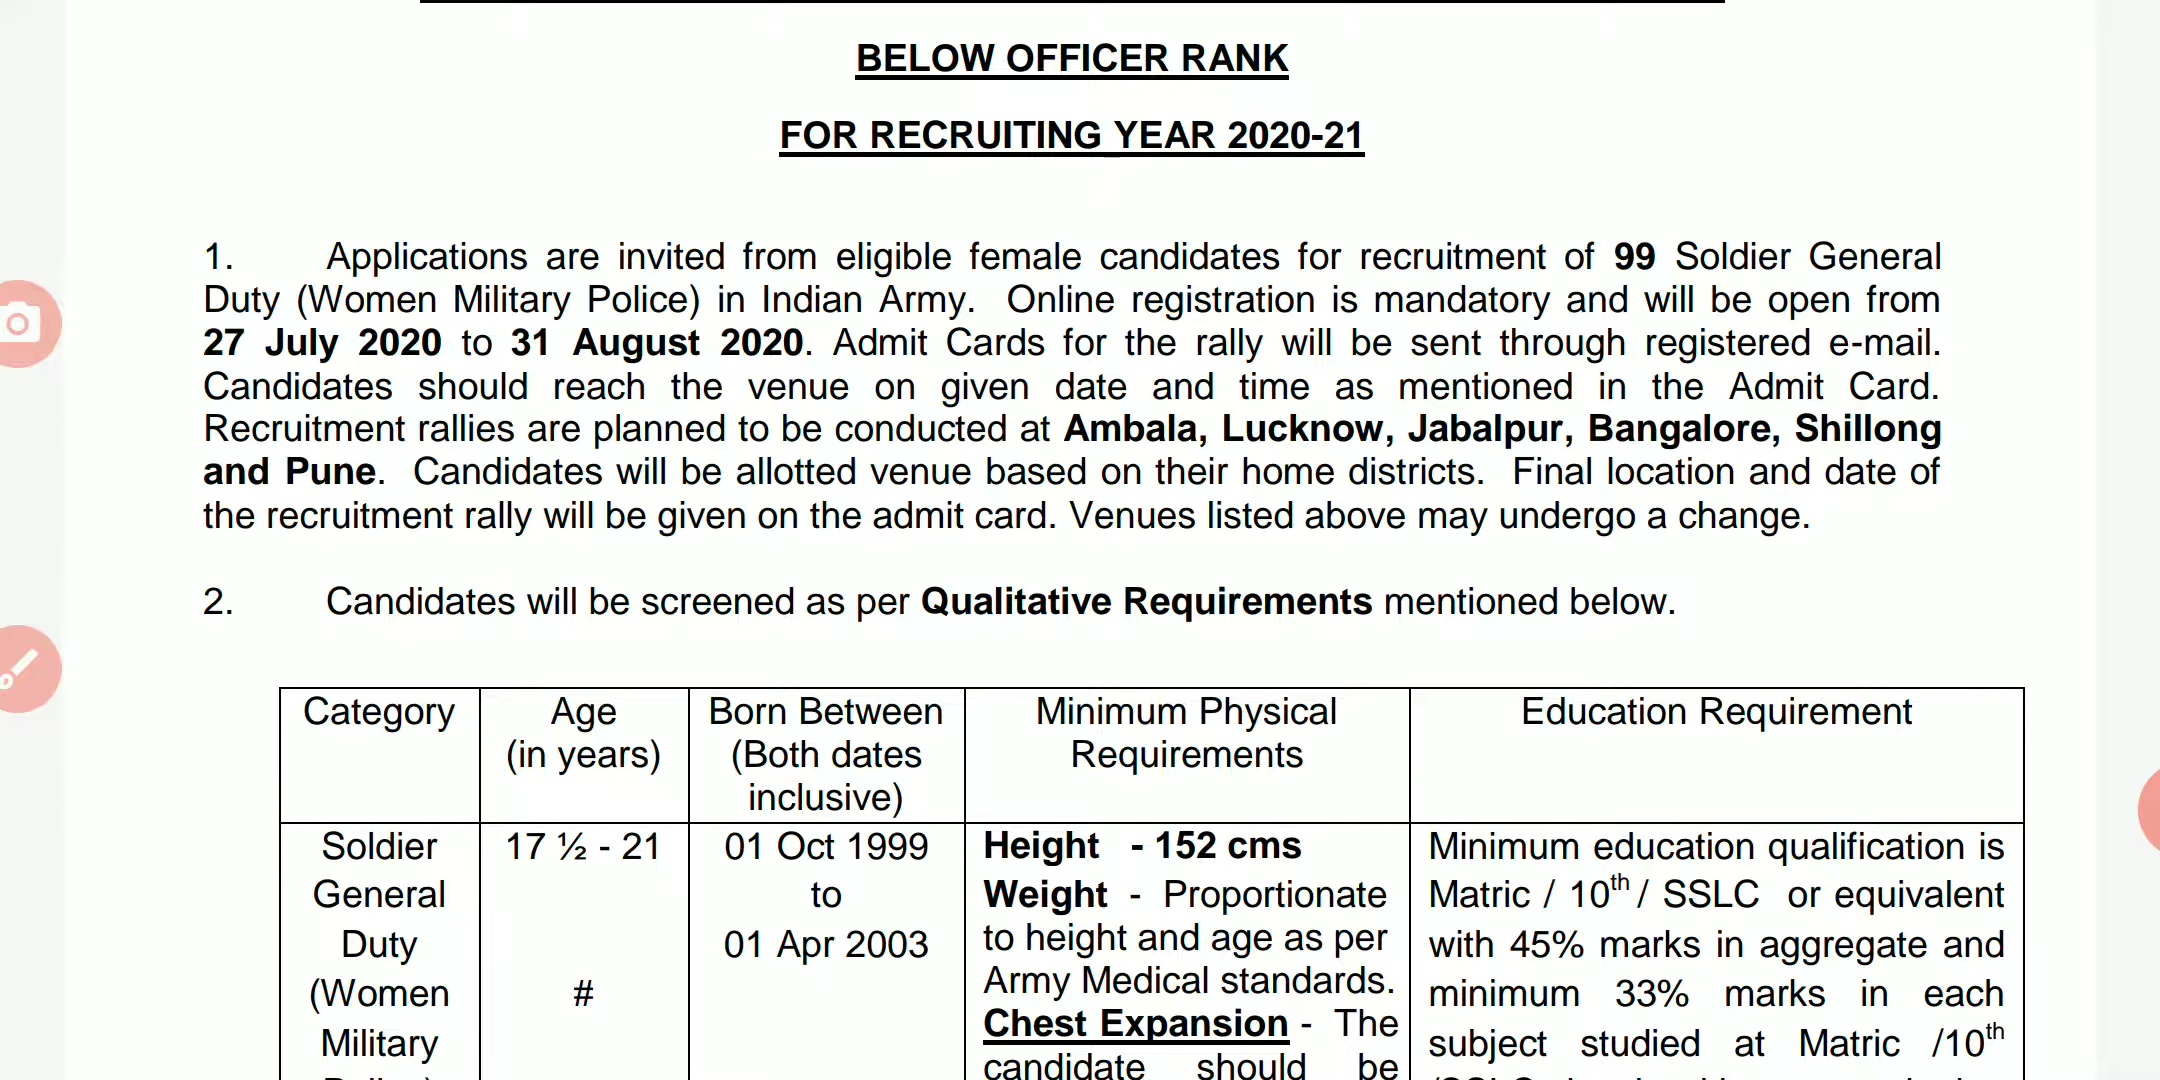 BELOW OFFICER RANK
FOR RECRUITING YEAR 2020-21
1. Applications are invited from eligible female candidates for recruitment of 99 Soldier General
Duty (Women Military Police) in Indian Army. Online registration is mandatory and will be open from
27 July 2020 to 31 August 2020. Admit Cards for the rally will be sent through registered e-mail.
Candidates should reach the venue on given date and time as mentioned in the Admit Card.
Recruitment rallies are planned to be conducted at Ambala, Lucknow, Jabalpur, Bangalore, Shillong
and Pune. Candidates will be allotted venue based on their home districts. Final location and date of
the recruitment rally will be given on the admit card. Venues listed above may undergo a change.
2. Candidates will be screened as per Qualitative Requirements mentioned below.
Category
Age
(in years)
Born Between
(Both dates
inclusive)
Minimum Physical
Requirements
Education Requirement
Soldier
General
Duty
(Women
Military
17 ½ - 21
#
01 Oct 1999
to
01 Apr 2003
Height - 152 cms
Weight - Proportionate
to height and age as per
Army Medical standards.
Chest Expansion - The
candidate should be
Minimum education qualification is
Matric / 10th / SSLC or equivalent
with 45% marks in aggregate and
minimum 33% marks in each
subject studied at Matric /10th